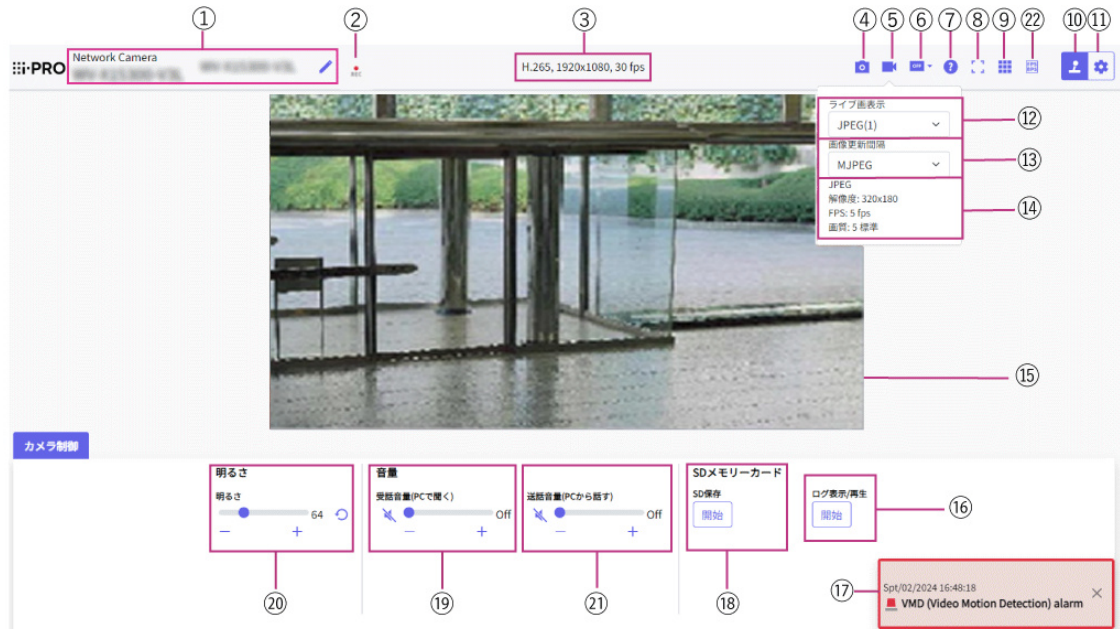 ① ② ③ ④ ⑤ ⑥ ⑦ ⑧ ⑨ ㉒ ⑩ ⑪
i-PRO
Network Camera
REC
H.265, 1920x1080, 30 fps
OFF
ライブ画表示
JPEG(1)
⑫
画像更新間隔
MJPEG
⑬
JPEG
解像度: 320x180
FPS: 5 fps
画質: 5 標準
⑭
⑮
カメラ制御
明るさ
明るさ
64
音量
受話音量(PCで聞く)
Off
送話音量(PCから話す)
Off
SDメモリーカード
SD保存
開始
ログ表示/再生
開始
⑯
⑰
Spt/02/2024 16:48:18
VMD (Video Motion Detection) alarm
⑳ ⑲ ㉑ ⑱